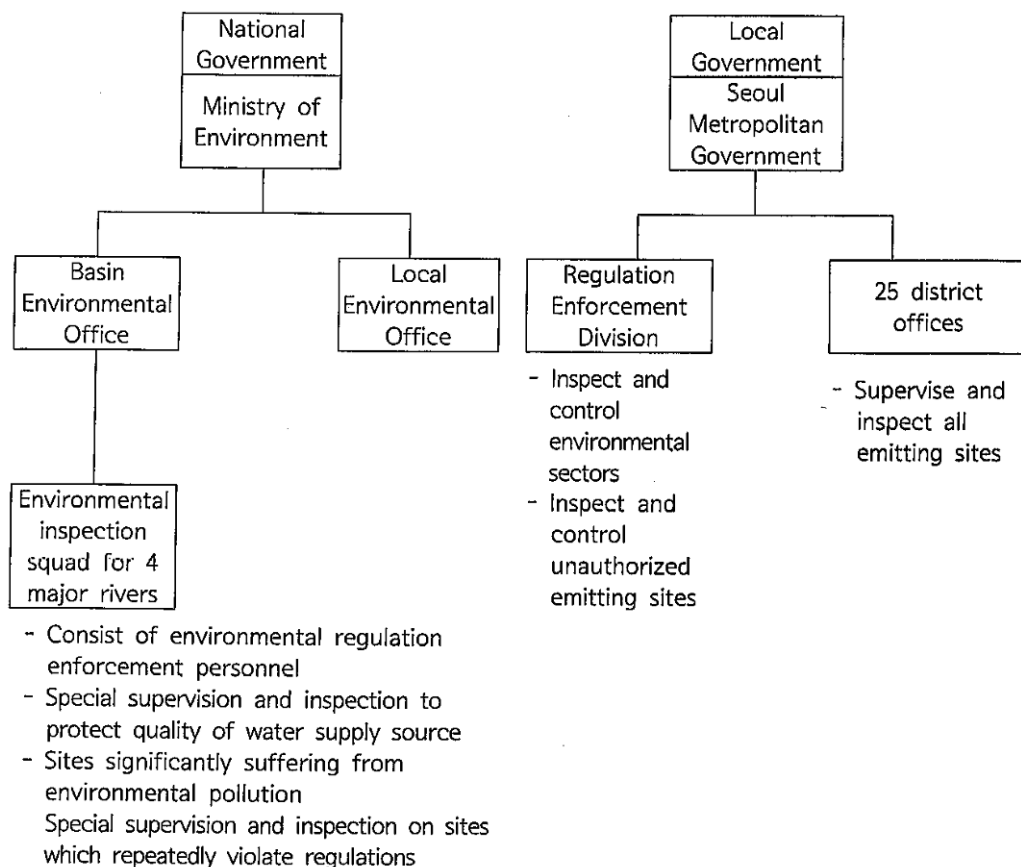 National
Government
Ministry of
Environment
Local
Government
Seoul
Metropolitan
Government
Basin
Environmental
Office
Local
Environmental
Office
Regulation
Enforcement
Division
25 district
offices
- Inspect and
control
environmental
sectors
- Inspect and
control
unauthorized
emitting sites
- Supervise and
inspect all
emitting sites
Environmental
inspection
squad for 4
major rivers
- Consist of environmental regulation
enforcement personnel
- Special supervision and inspection to
protect quality of water supply source
- Sites significantly suffering from
environmental pollution
Special supervision and inspection on sites
which repeatedly violate regulations